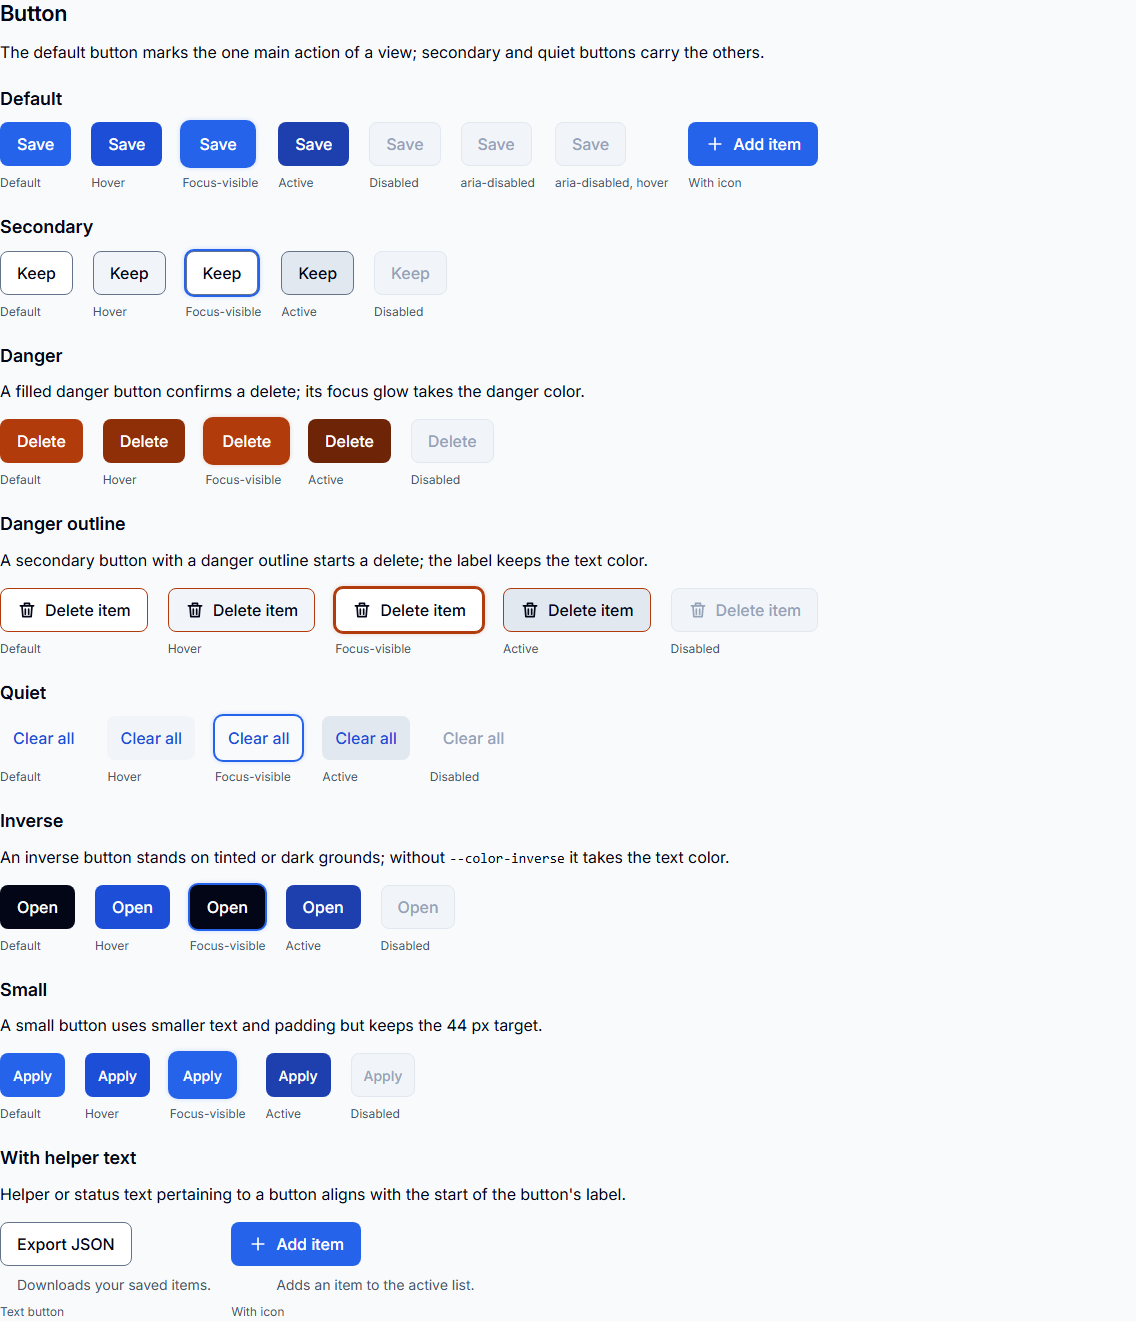 Button
The default button marks the one main action of a view; secondary and quiet buttons carry the others.
Default
Save Save Save Save Save Save Save + Add item
Default Hover Focus-visible Active Disabled aria-disabled aria-disabled, hover With icon
Secondary
Keep Keep Keep Keep Keep
Default Hover Focus-visible Active Disabled
Danger
A filled danger button confirms a delete; its focus glow takes the danger color.
Delete Delete Delete Delete Delete
Default Hover Focus-visible Active Disabled
Danger outline
A secondary button with a danger outline starts a delete; the label keeps the text color.
Delete item Delete item Delete item Delete item Delete item
Default Hover Focus-visible Active Disabled
Quiet
Clear all Clear all Clear all Clear all Clear all
Default Hover Focus-visible Active Disabled
Inverse
An inverse button stands on tinted or dark grounds; without --color-inverse it takes the text color.
Open Open Open Open Open
Default Hover Focus-visible Active Disabled
Small
A small button uses smaller text and padding but keeps the 44 px target.
Apply Apply Apply Apply Apply
Default Hover Focus-visible Active Disabled
With helper text
Helper or status text pertaining to a button aligns with the start of the button's label.
Export JSON + Add item
Downloads your saved items. Adds an item to the active list.
Text button With icon